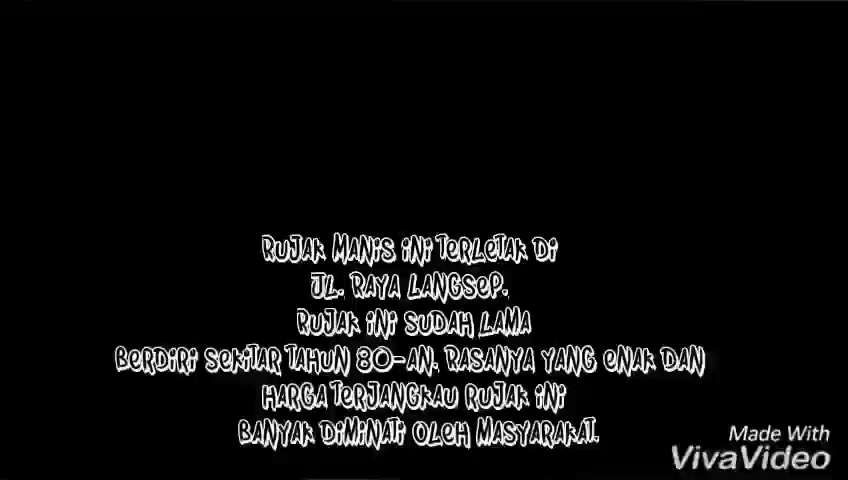 RUJAK MANIS INI TERLETAK DI
JL. RAYA LANGSEP.
RUJAK INI SUDAH LAMA
BERDIRI SEKITAR TAHUN 80-AN. RASANYA YANG ENAK DAN
HARGA TERJANGKAU RUJAK INI
BANYAK DIMINATI OLEH MASYARAKAT.
Made With
VivaVideo